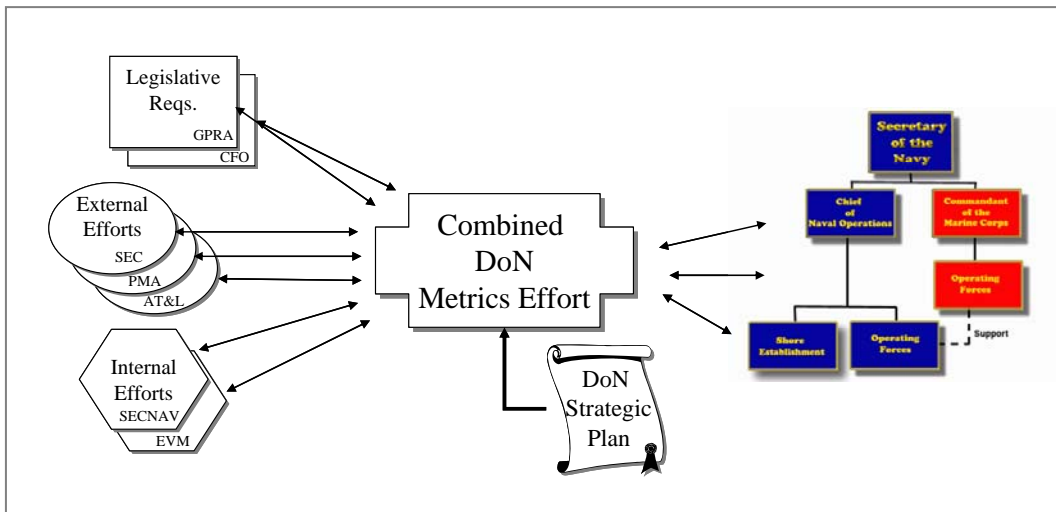 Legislative
Reqs.
GPRA
CFO
External
Efforts
SEC
PMA
AT&L
Internal
Efforts
SECNAV
EVM
Combined
DoN
Metrics Effort
DoN
Strategic
Plan
Secretary
of the
Navy
Chief
of
Naval Operations
Commandant
of the
Marine Corps
Operating
Forces
Support
Shore
Establishment
Operating
Forces